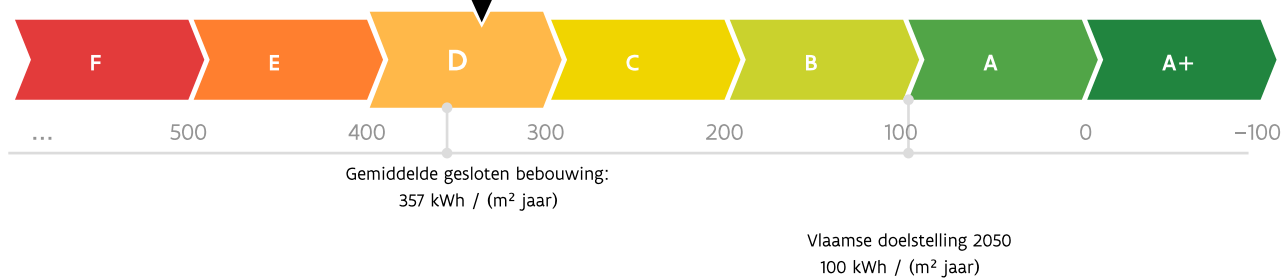 F E D C B A A+
... 500 400 300 200 100 0 −100
Gemiddelde gesloten bebouwing:
357 kWh / (m² jaar)
Vlaamse doelstelling 2050
100 kWh / (m² jaar)